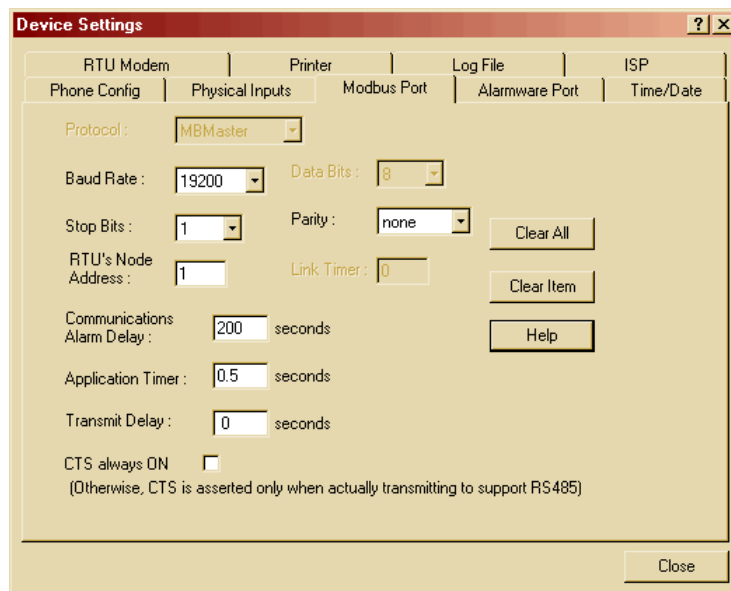 Device Settings
RTU Modem Printer Log File ISP
Phone Config Physical Inputs Modbus Port Alarmware Port Time/Date
Protocol : MBMaster
Baud Rate : 19200 Data Bits : 8
Stop Bits : 1 Parity : none Clear All
RTU's Node
Address : 1 Link Timer : 0 Clear Item
Communications
Alarm Delay : 200 seconds Help
Application Timer : 0.5 seconds
Transmit Delay : 0 seconds
CTS always ON
(Otherwise, CTS is asserted only when actually transmitting to support RS485)
Close